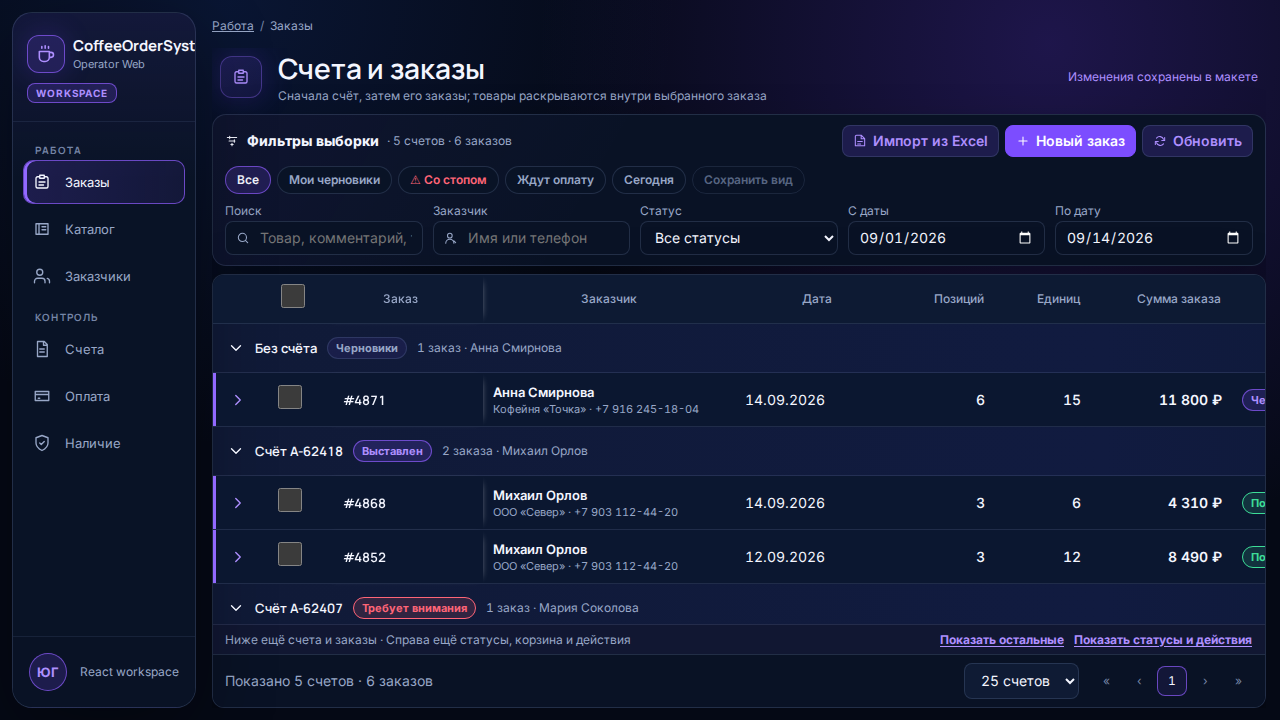 CoffeeOrderSyst
Operator Web
WORKSPACE
РАБОТА
Заказы
Каталог
Заказчики
КОНТРОЛЬ
Счета
Оплата
Наличие
ЮГ
React workspace
Работа / Заказы
Счета и заказы
Сначала счёт, затем его заказы; товары раскрываются внутри выбранного заказа
Изменения сохранены в макете
Фильтры выборки · 5 счетов · 6 заказов
Импорт из Excel
Новый заказ
Обновить
Все
Мои черновики
⚠ Со стопом
Ждут оплату
Сегодня
Сохранить вид
Поиск Заказчик Статус С даты По дату
Товар, комментарий, Имя или телефон Все статусы 09/01/2026 09/14/2026
Заказ Заказчик Дата Позиций Единиц Сумма заказа
Без счёта Черновики 1 заказ · Анна Смирнова
#4871 Анна Смирнова 14.09.2026 6 15 11 800 ₽ Че
Кофейня «Точка» · +7 916 245-18-04
Счёт А-62418 Выставлен 2 заказа · Михаил Орлов
#4868 Михаил Орлов 14.09.2026 3 6 4 310 ₽ По
ООО «Север» · +7 903 112-44-20
#4852 Михаил Орлов 12.09.2026 3 12 8 490 ₽ По
ООО «Север» · +7 903 112-44-20
Счёт А-62407 Требует внимания 1 заказ · Мария Соколова
Ниже ещё счета и заказы · Справа ещё статусы, корзина и действия
Показать остальные Показать статусы и действия
Показано 5 счетов · 6 заказов
25 счетов « ‹ 1 › »